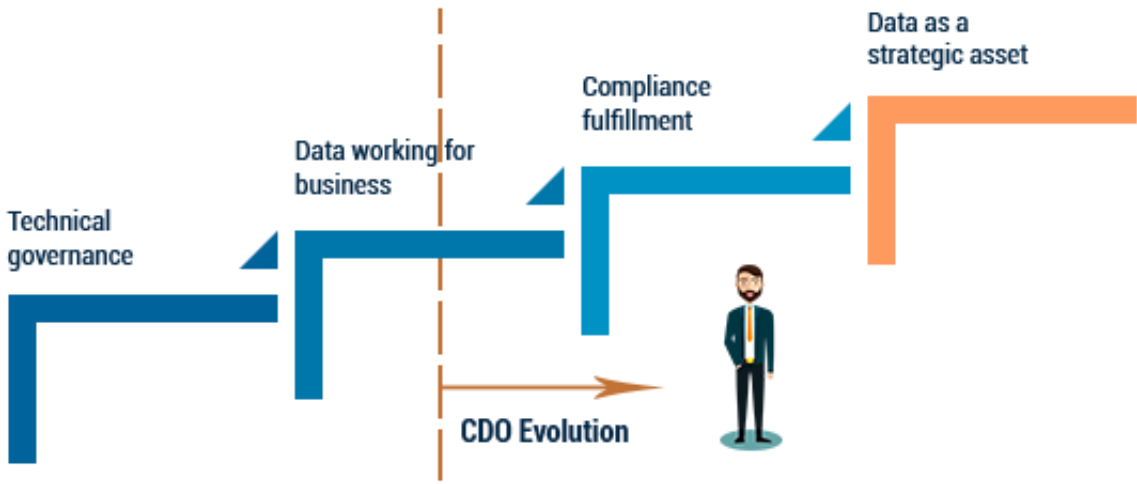 Technical
governance
Data working for
business
Compliance
fulfillment
Data as a
strategic asset
CDO Evolution